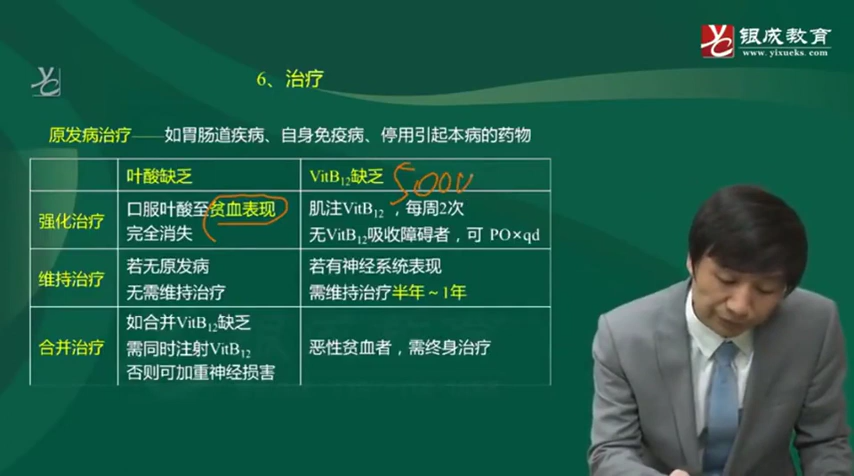 银成教育
www.yixueks.com
6、治疗
原发病治疗——如胃肠道疾病、自身免疫病、停用引起本病的药物
叶酸缺乏
VitB12缺乏
强化治疗
口服叶酸至贫血表现
完全消失
肌注VitB12，每周2次
无VitB12吸收障碍者，可 PO×qd
维持治疗
若无原发病
无需维持治疗
若有神经系统表现
需维持治疗半年～1年
合并治疗
如合并VitB12缺乏
需同时注射VitB12
否则可加重神经损害
恶性贫血者，需终身治疗